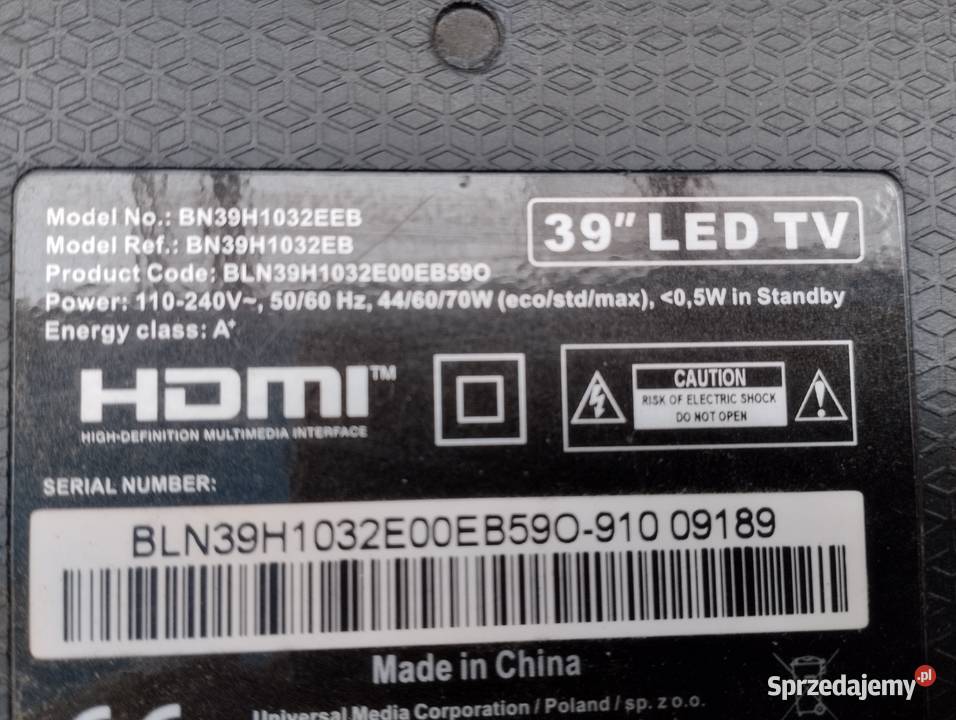 Model No.: BN39H1032EEB
Model Ref.: BN39H1032EB
39" LED TV
Product Code: BLN39H1032E00EB59O
Power: 110-240V~, 50/60 Hz, 44/60/70W (eco/std/max), <0,5W in Standby
Energy class: A+
HDMI™
HIGH-DEFINITION MULTIMEDIA INTERFACE
CAUTION
RISK OF ELECTRIC SHOCK
DO NOT OPEN
SERIAL NUMBER:
BLN39H1032E00EB59O-910 09189
Made in China
Universal Media Corporation / Poland / sp. z o.o.
CE
Sprzedajemy.pl